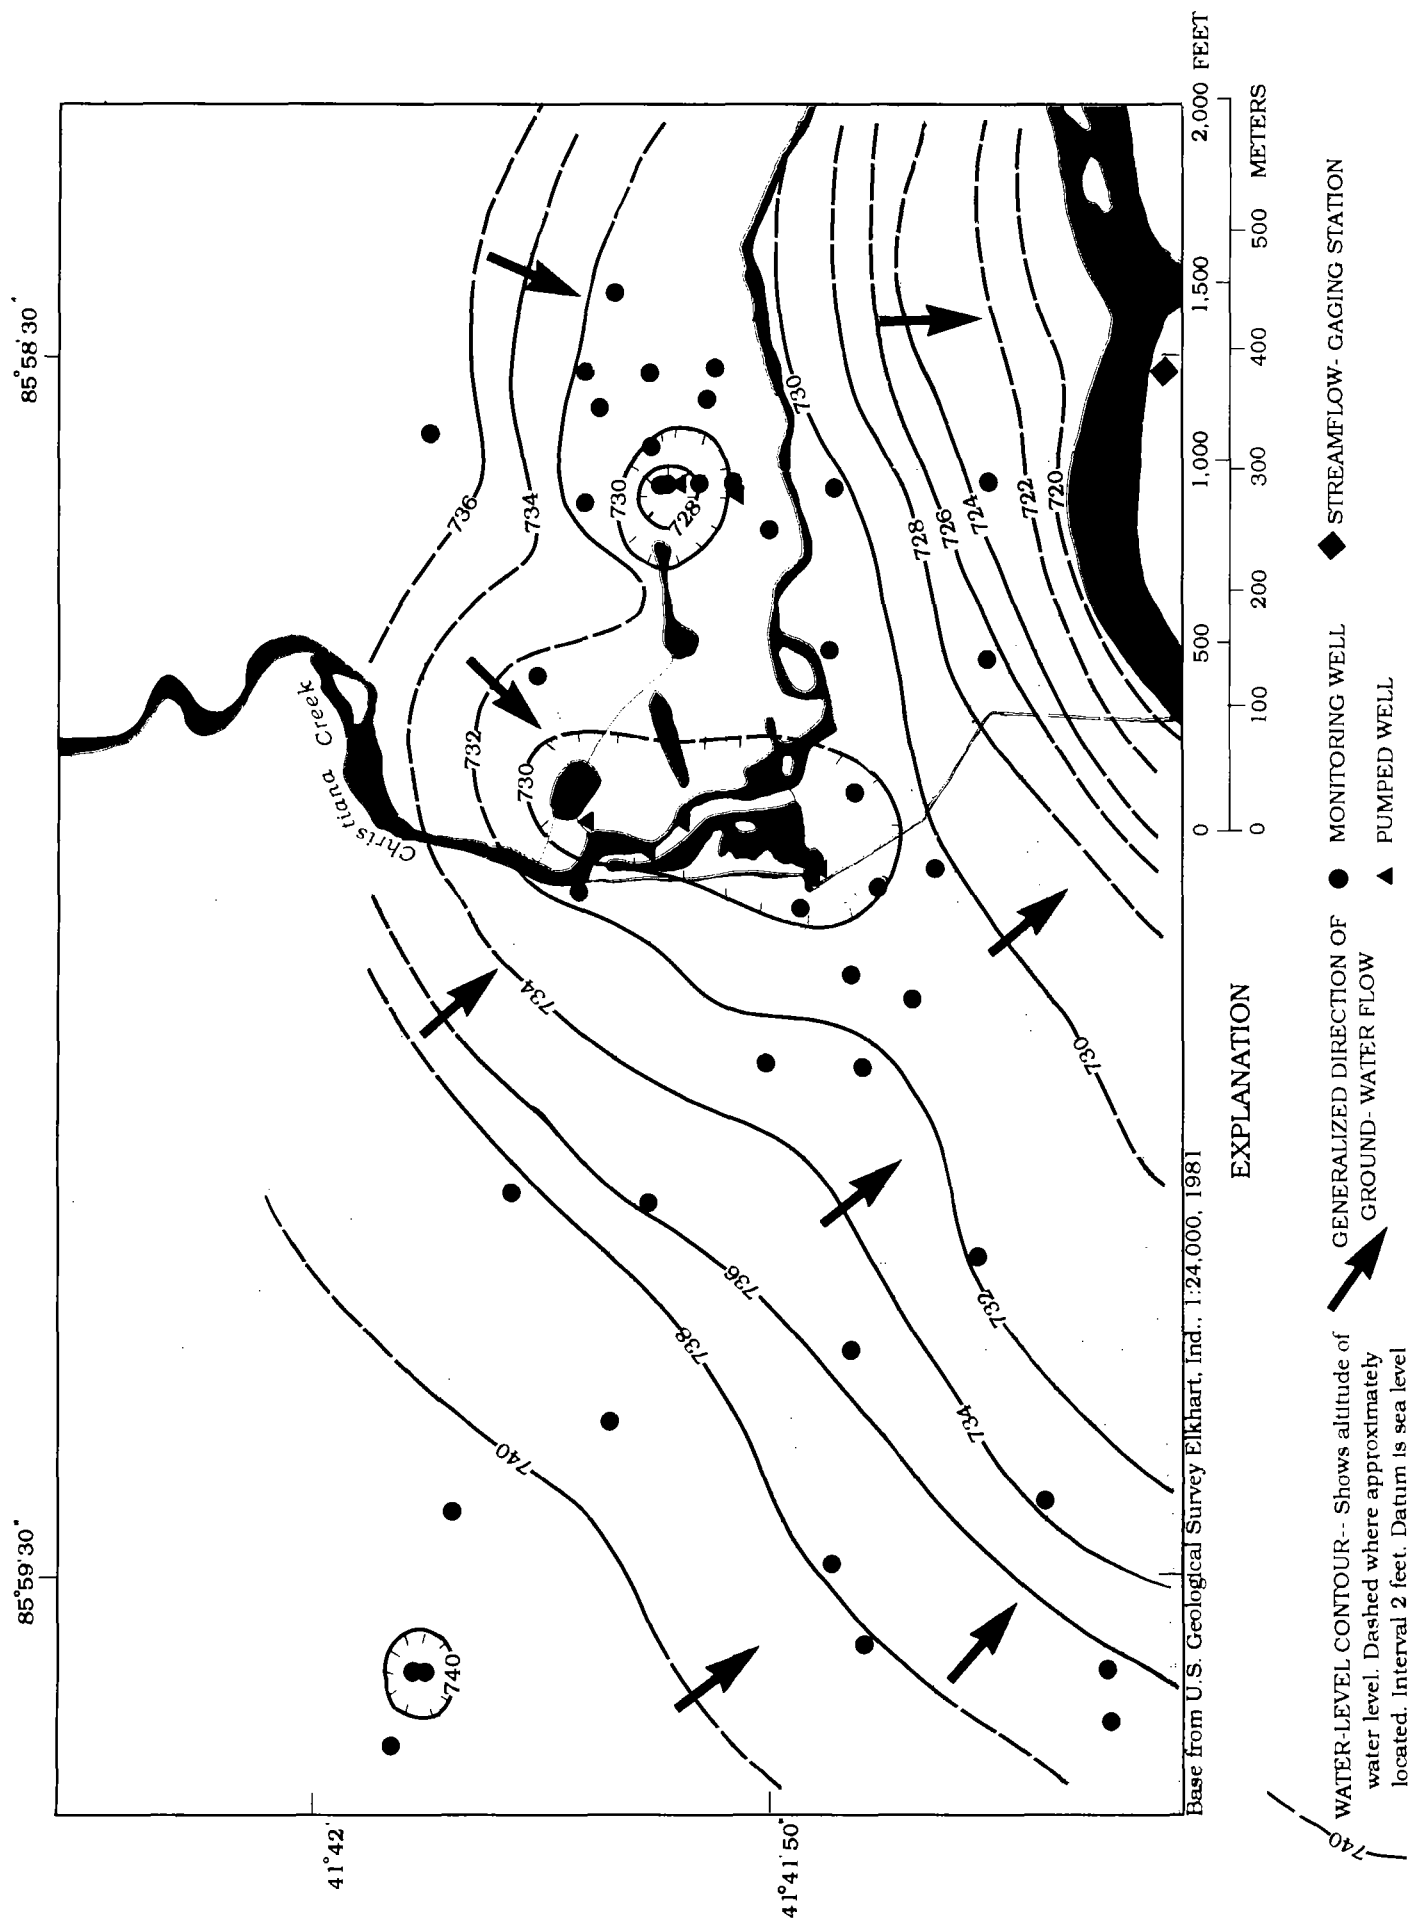 85°59'30"
85°58'30"
41°42'
41°41'50"
Christiana Creek
740
740
738
736
734
734
732
732
730
730
736
734
730
728
730
728
726
724
722
720
Base from U.S. Geological Survey Elkhart, Ind., 1:24,000, 1981
0 500 1,000 1,500 2,000 FEET
0 100 200 300 400 500 METERS
EXPLANATION
740
WATER-LEVEL CONTOUR-- Shows altitude of
water level. Dashed where approximately
located. Interval 2 feet. Datum is sea level
GENERALIZED DIRECTION OF
GROUND-WATER FLOW
MONITORING WELL
PUMPED WELL
STREAMFLOW-GAGING STATION